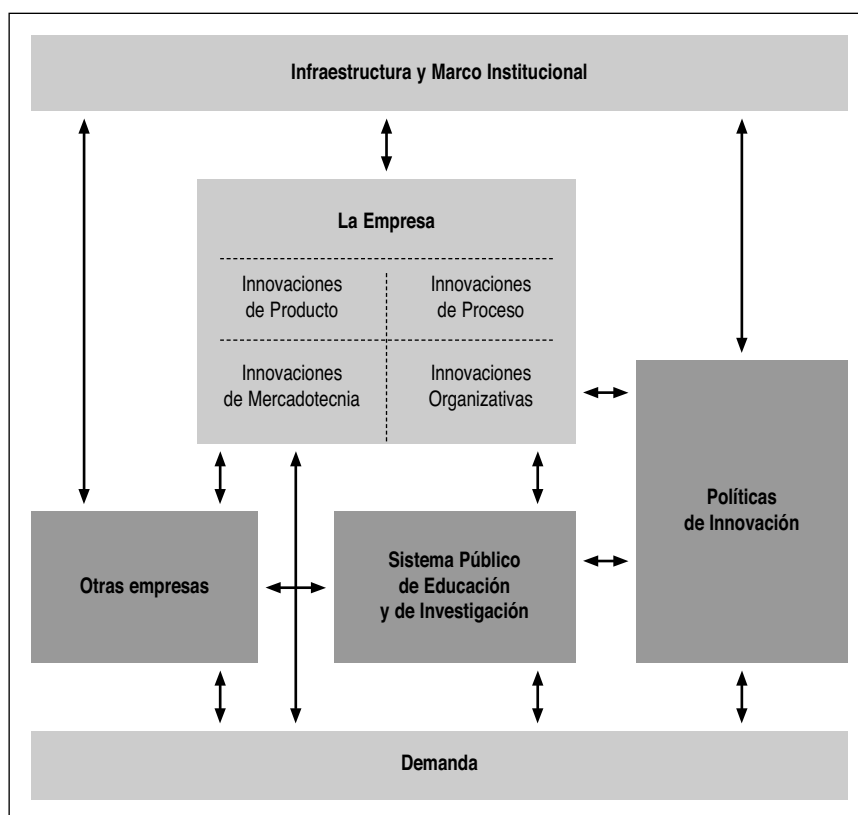 Infraestructura y Marco Institucional
La Empresa
Innovaciones
de Producto
Innovaciones
de Proceso
Innovaciones
de Mercadotecnia
Innovaciones
Organizativas
Políticas
de Innovación
Otras empresas
Sistema Público
de Educación
y de Investigación
Demanda